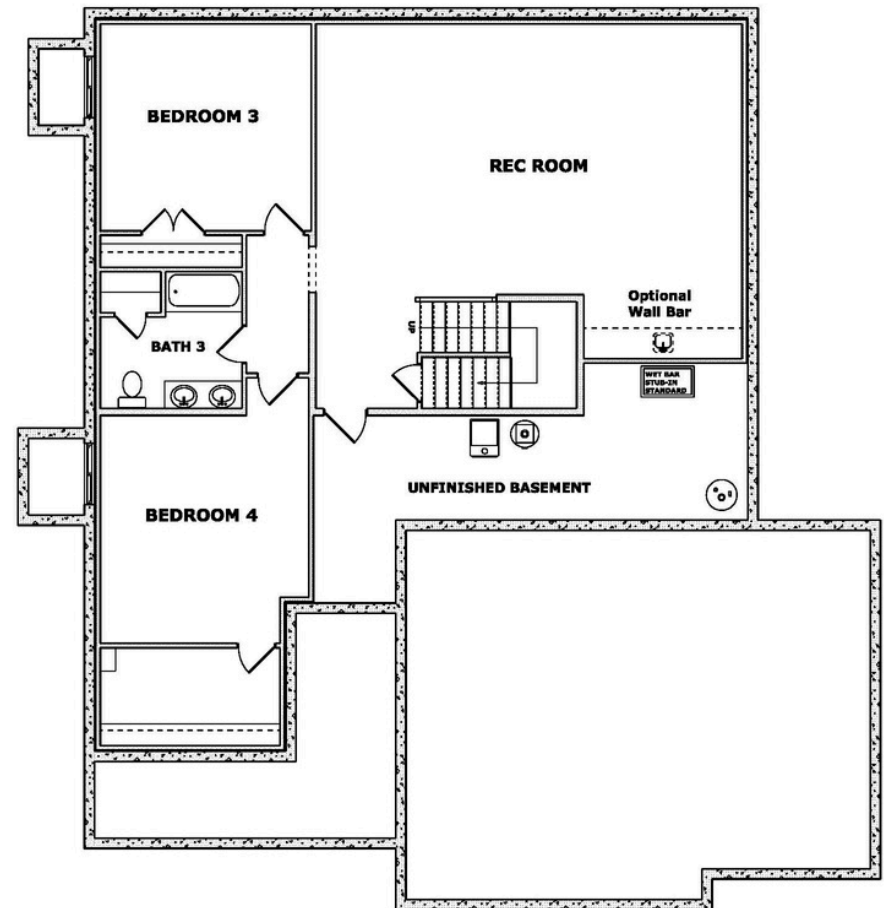 BEDROOM 3
REC ROOM
Optional
Wall Bar
UP
BATH 3
WET BAR
STUB-IN
STANDARD
UNFINISHED BASEMENT
BEDROOM 4